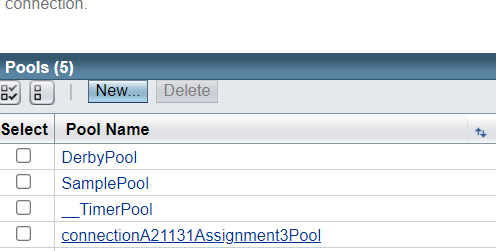 connection.
Pools (5)
New... Delete
Select Pool Name
DerbyPool
SamplePool
__TimerPool
connectionA21131Assignment3Pool